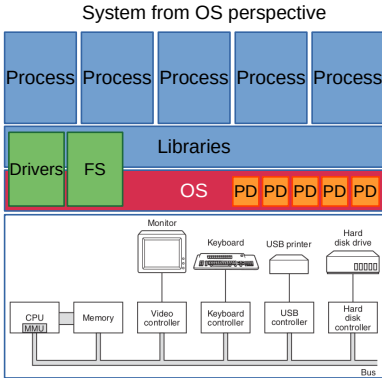 System from OS perspective
Process Process Process Process Process
Libraries
Drivers FS
OS PD PD PD PD PD
Monitor
Keyboard
USB printer
Hard
disk drive
CPU
MMU
Memory
Video
controller
Keyboard
controller
USB
controller
Hard
disk
controller
Bus